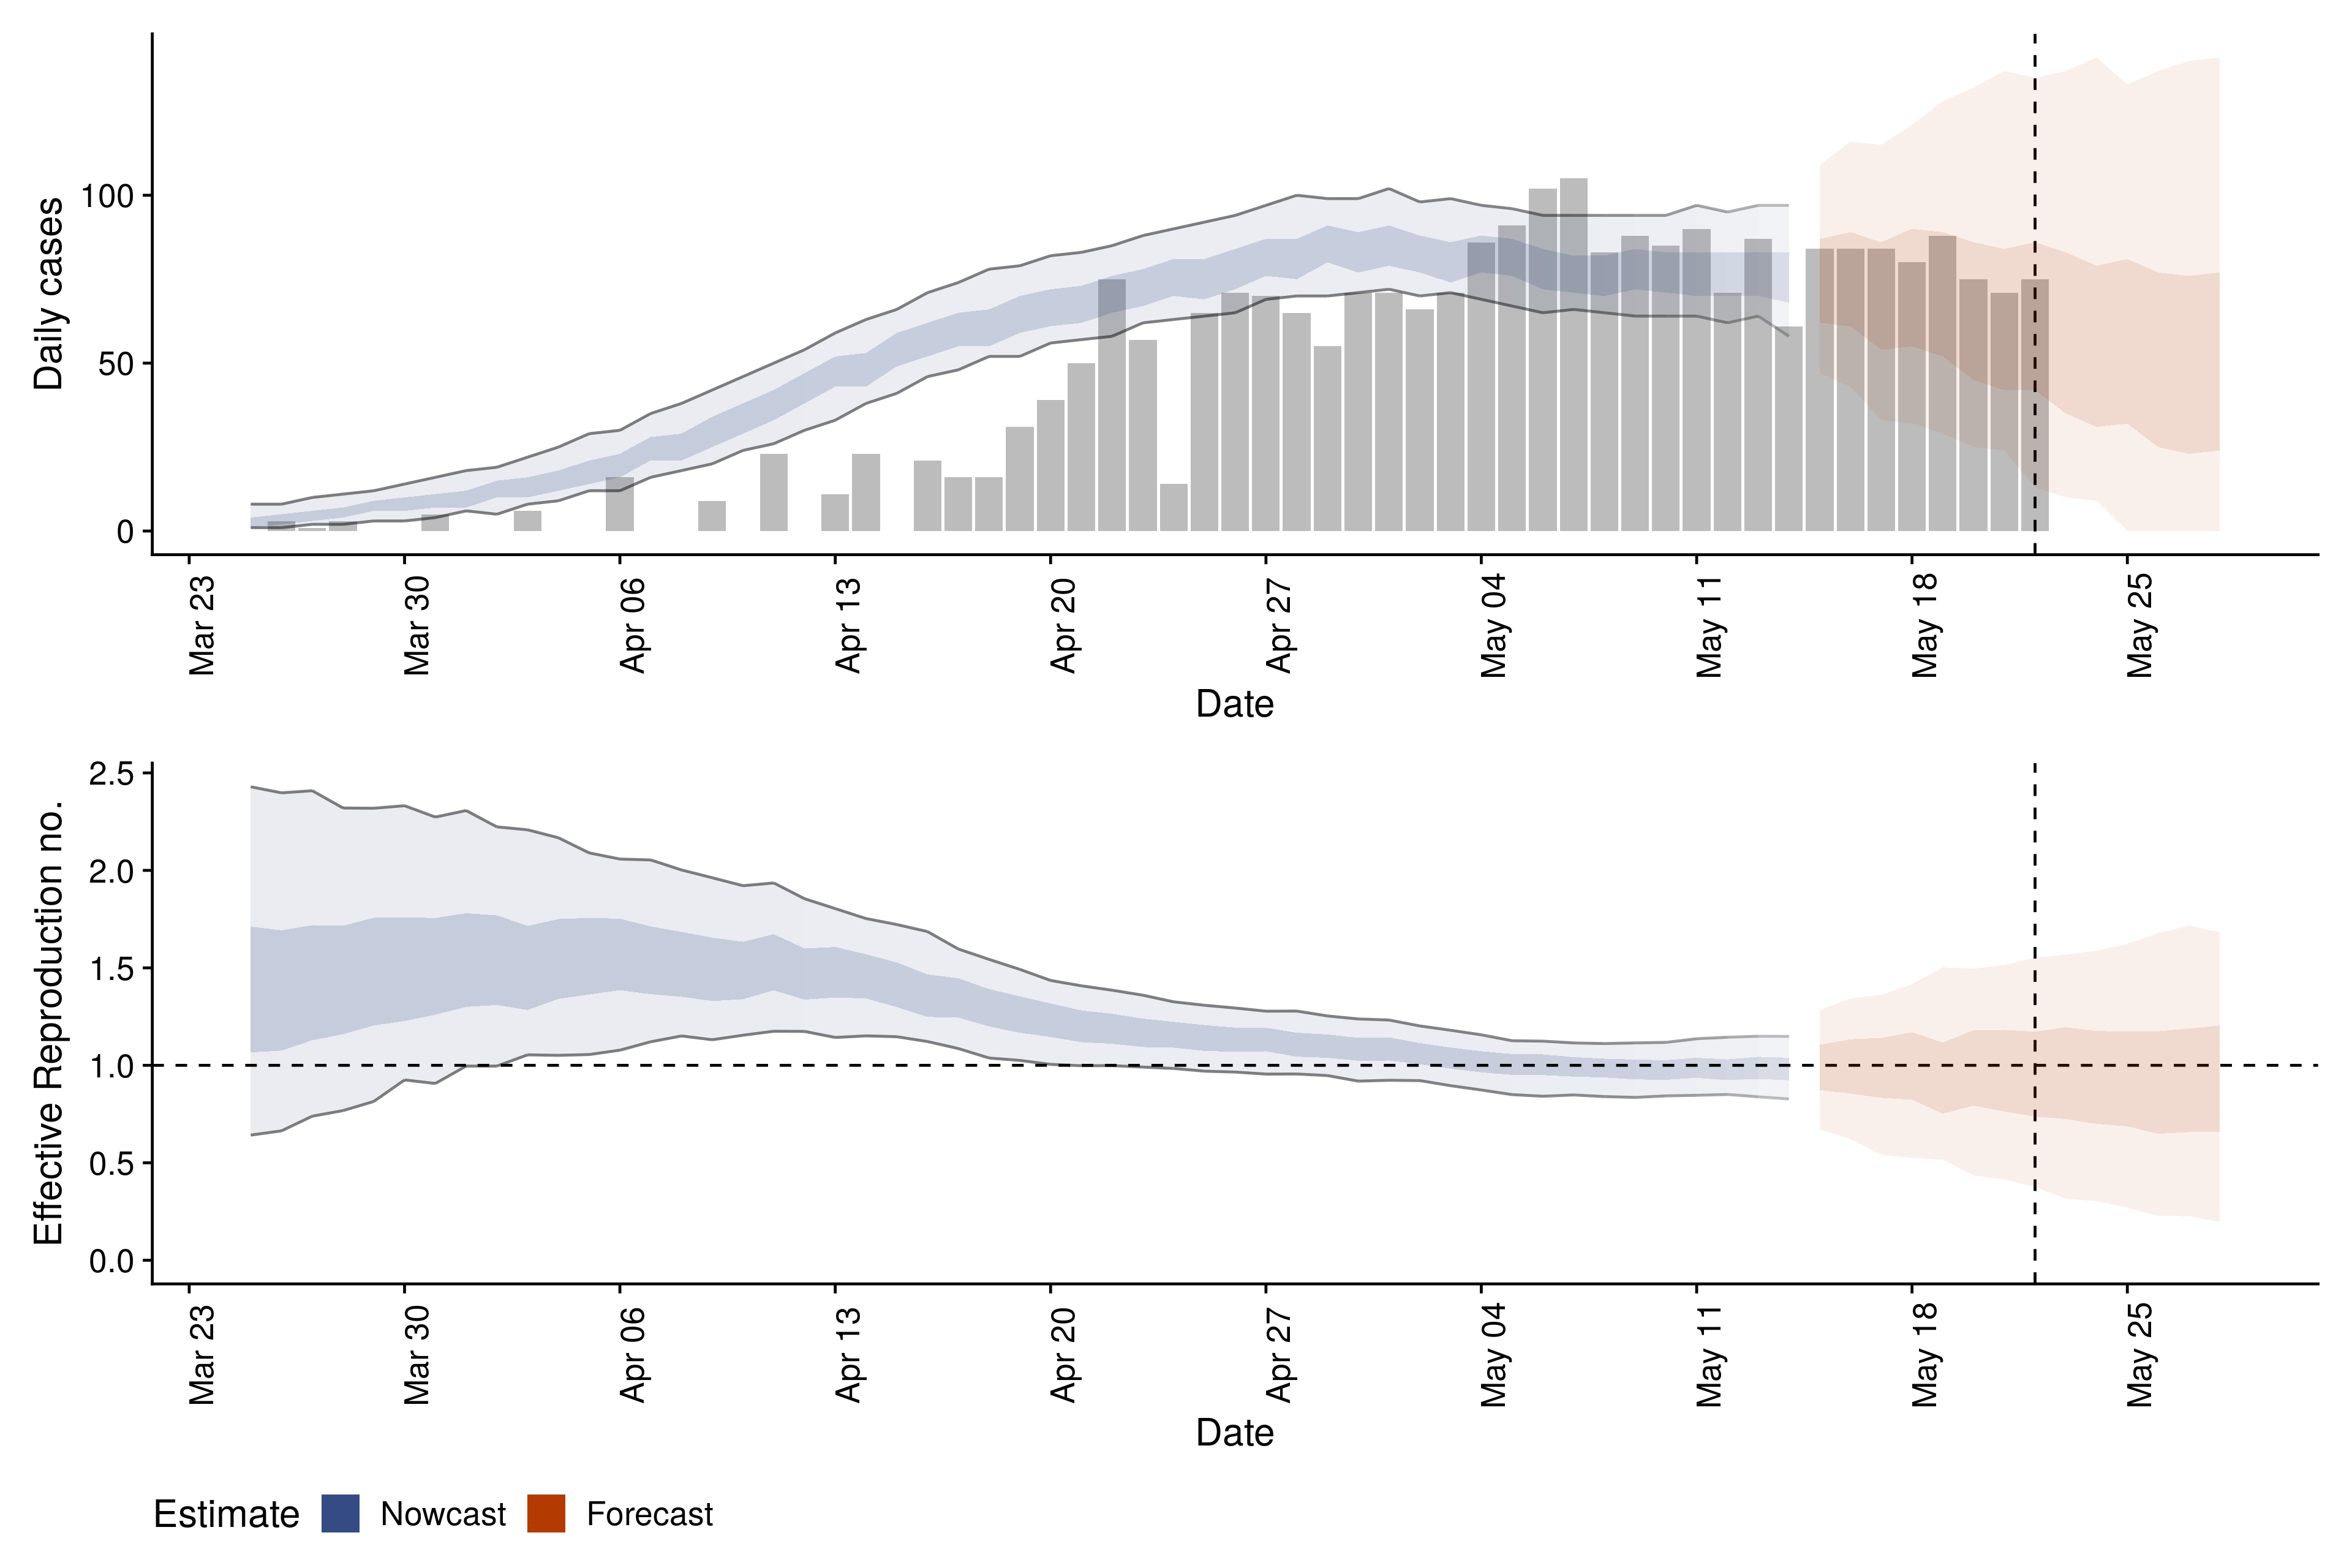 Daily cases
100
50
0
Mar 23
Mar 30
Apr 06
Apr 13
Apr 20
Apr 27
May 04
May 11
May 18
May 25
Date
Effective Reproduction no.
2.5
2.0
1.5
1.0
0.5
0.0
Mar 23
Mar 30
Apr 06
Apr 13
Apr 20
Apr 27
May 04
May 11
May 18
May 25
Date
Estimate Nowcast Forecast